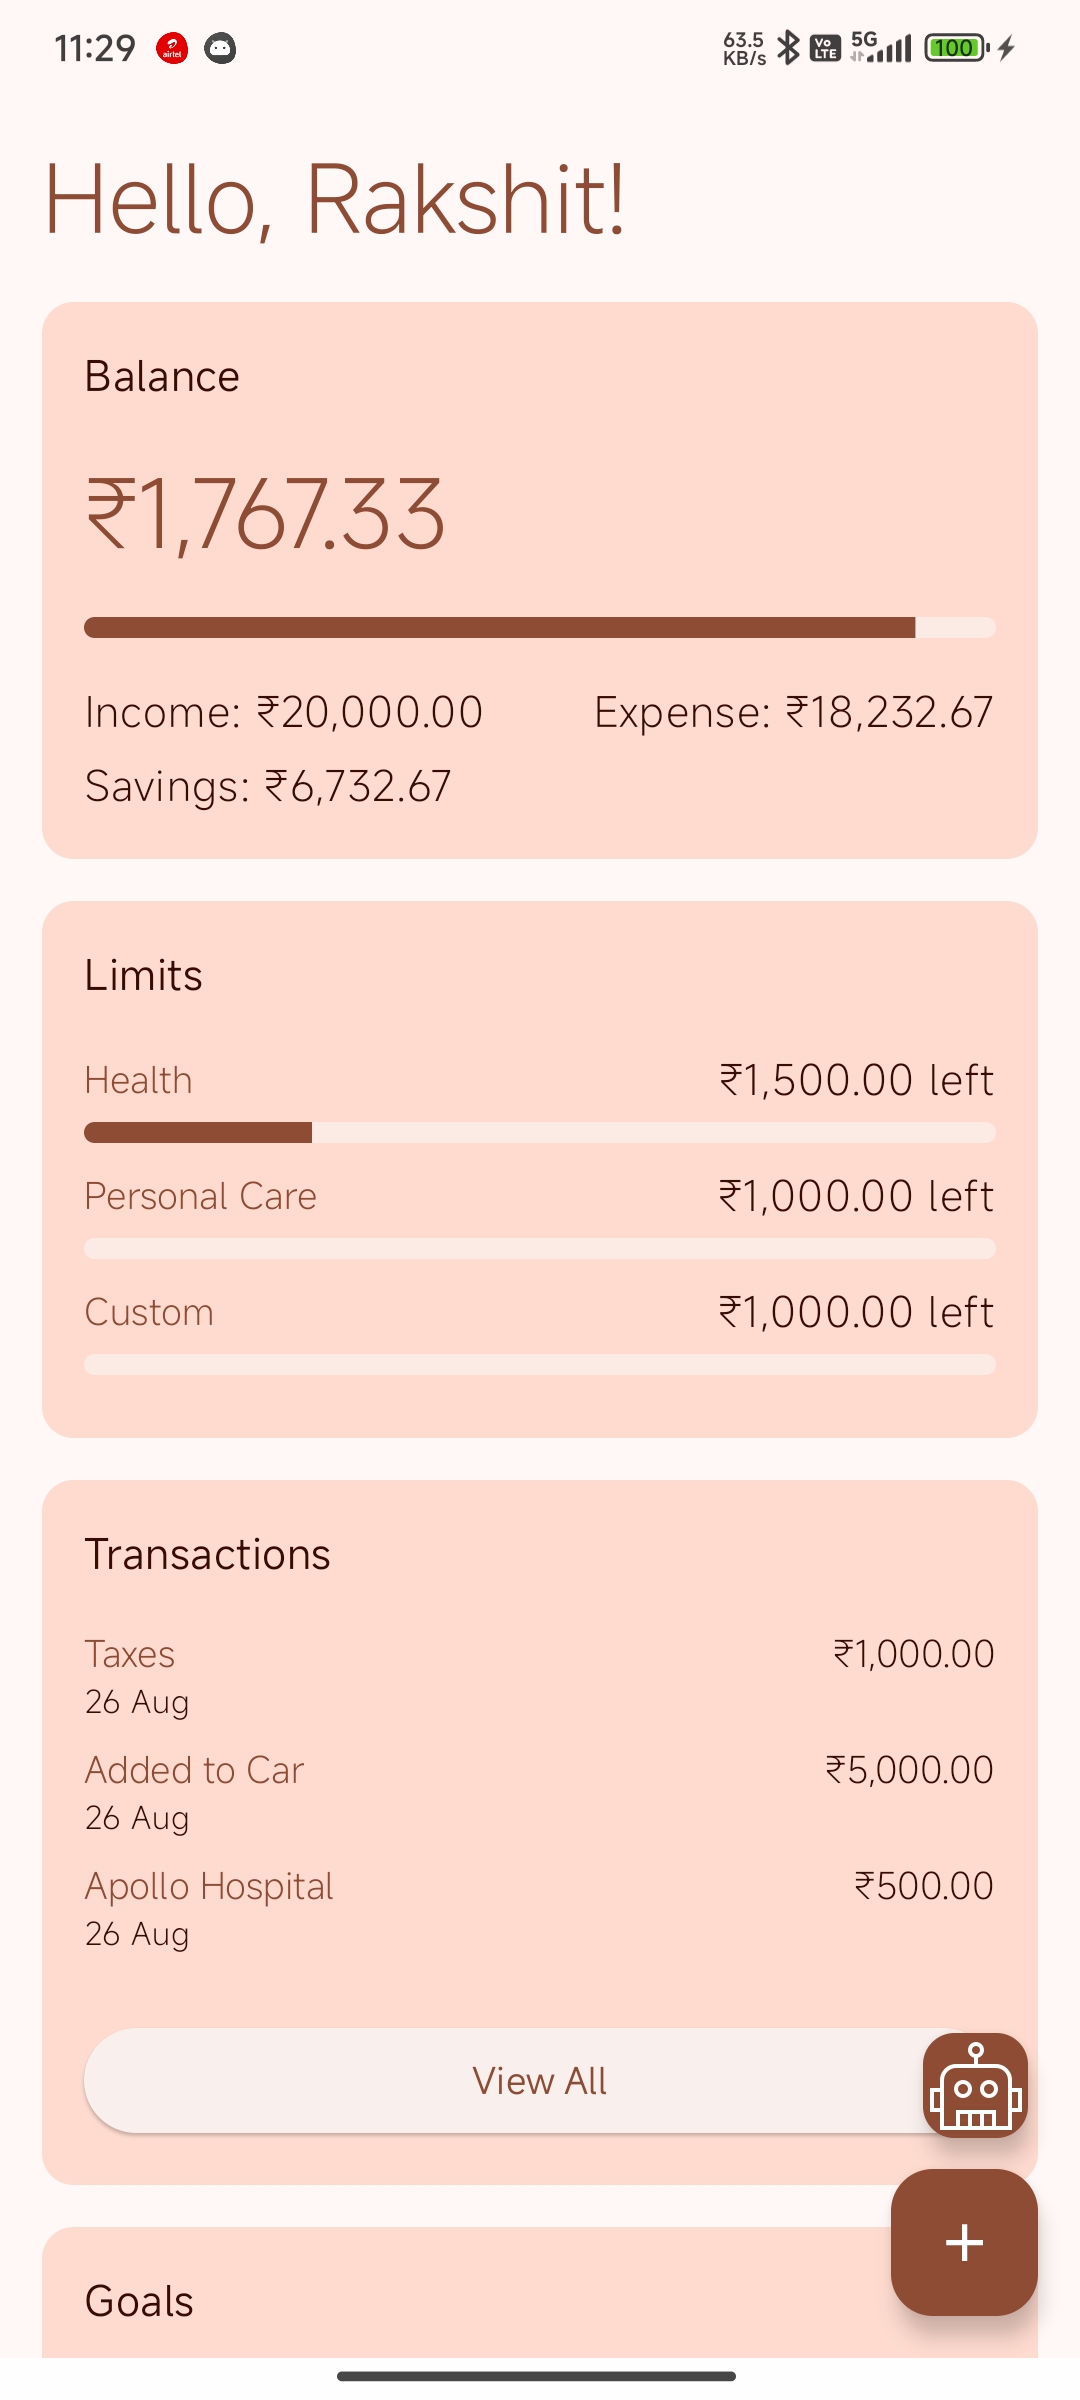 11:29
airtel
63.5 KB/s
Vo LTE
5G
100
Hello, Rakshit!
Balance
₹1,767.33
Income: ₹20,000.00 Expense: ₹18,232.67
Savings: ₹6,732.67
Limits
Health ₹1,500.00 left
Personal Care ₹1,000.00 left
Custom ₹1,000.00 left
Transactions
Taxes ₹1,000.00
26 Aug
Added to Car ₹5,000.00
26 Aug
Apollo Hospital ₹500.00
26 Aug
View All
+
Goals